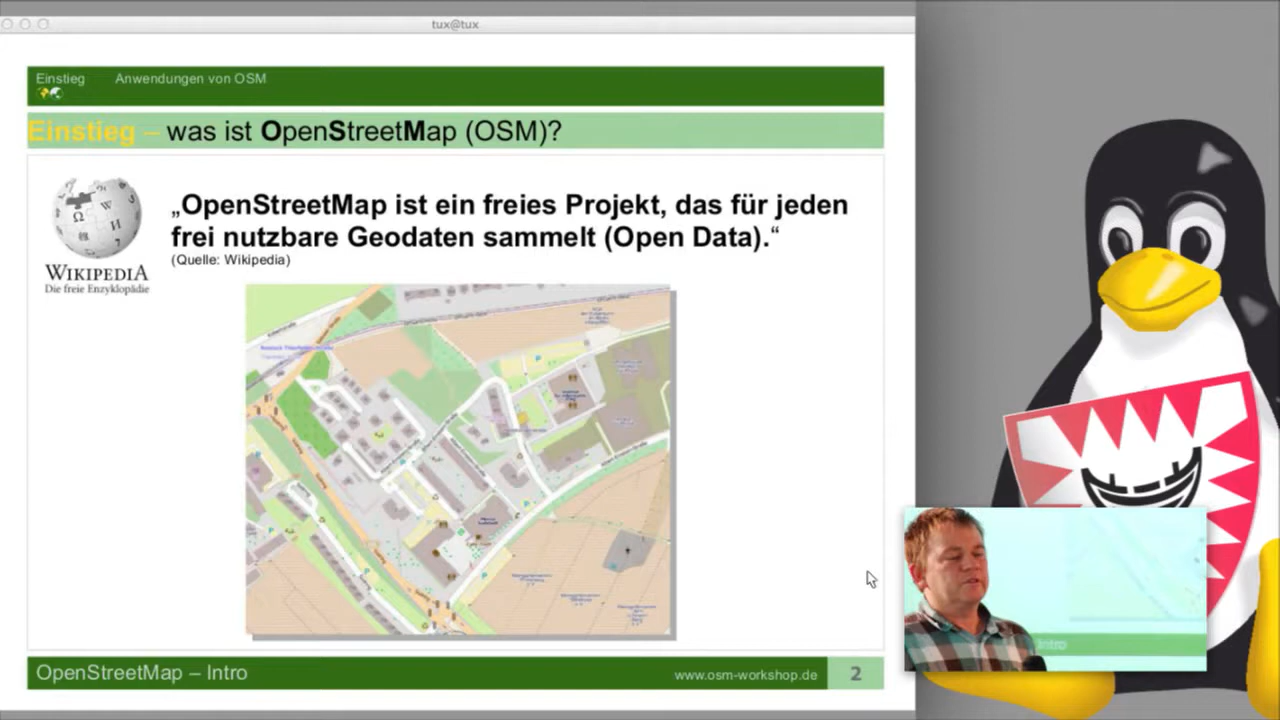 tux@tux
Einstieg Anwendungen von OSM
Einstieg – was ist OpenStreetMap (OSM)?
„OpenStreetMap ist ein freies Projekt, das für jeden
frei nutzbare Geodaten sammelt (Open Data).“
(Quelle: Wikipedia)
WIKIPEDIA
Die freie Enzyklopädie
OpenStreetMap – Intro
www.osm-workshop.de
2
Intro